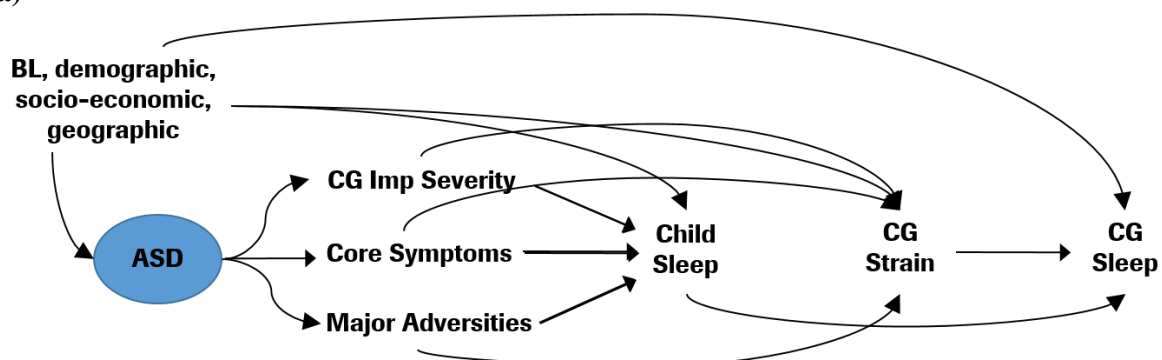 BL, demographic,
socio-economic,
geographic
CG Imp Severity
ASD
Core Symptoms
Major Adversities
Child
Sleep
CG
Strain
CG
Sleep